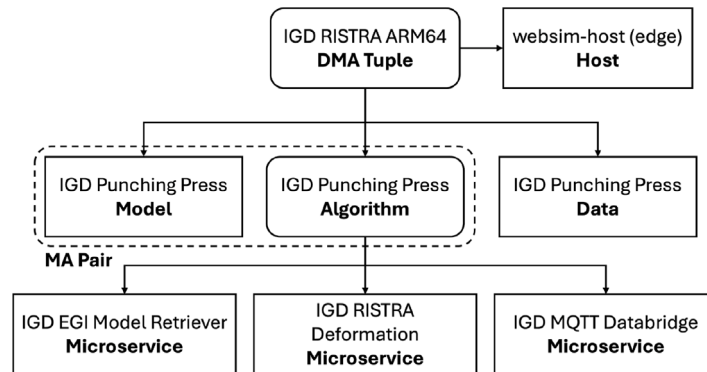 IGD RISTRA ARM64
DMA Tuple
websim-host (edge)
Host
IGD Punching Press
Model
IGD Punching Press
Algorithm
IGD Punching Press
Data
MA Pair
IGD EGI Model Retriever
Microservice
IGD RISTRA
Deformation
Microservice
IGD MQTT Databridge
Microservice